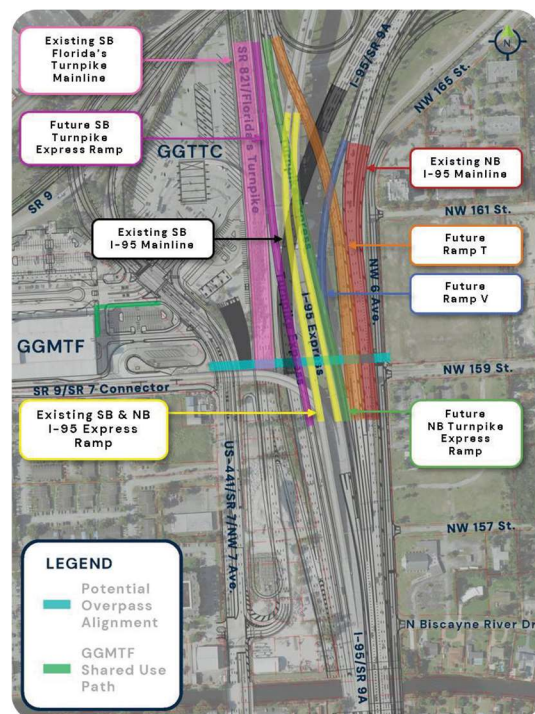 Existing SB
Florida's
Turnpike
Mainline
Future SB
Turnpike
Express Ramp
GGTTC
SR 821/Florida's Turnpike
I-95/SR 9A
NW 165 St.
N
Existing NB
I-95 Mainline
SR 9
Existing SB
I-95 Mainline
NW 161 St.
Future
Ramp T
Future
Ramp V
NW 6 Ave.
Turnpike Express
I-95 Express
Turnpike Express
GGMTF
NW 159 St.
SR 9/SR 7 Connector
Existing SB & NB
I-95 Express
Ramp
Future
NB Turnpike
Express
Ramp
US-441/SR 7/NW 7 Ave.
NW 157 St.
LEGEND
Potential
Overpass
Alignment
GGMTF
Shared Use
Path
N Biscayne River Dr
I-95/SR 9A